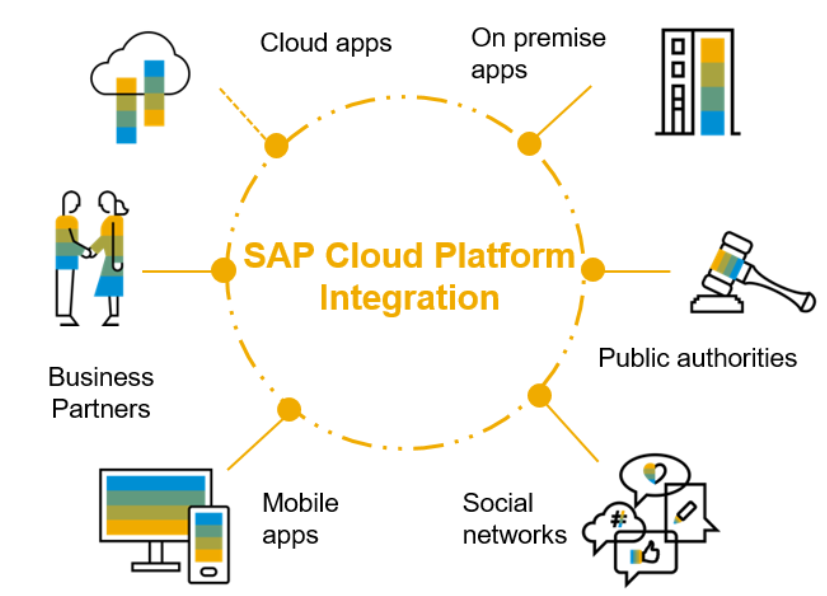 Cloud apps
On premise
apps
SAP Cloud Platform
Integration
Public authorities
Business
Partners
Mobile
apps
Social
networks
#